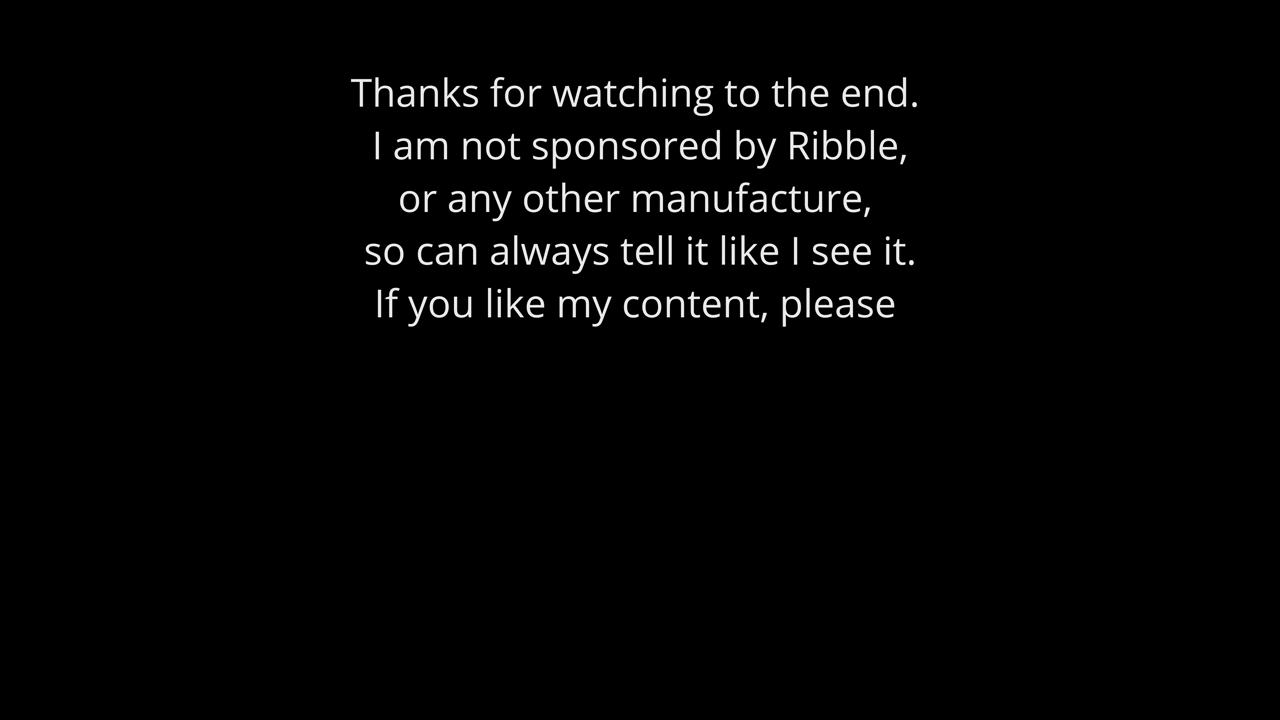 Thanks for watching to the end.
I am not sponsored by Ribble,
or any other manufacture,
so can always tell it like I see it.
If you like my content, please